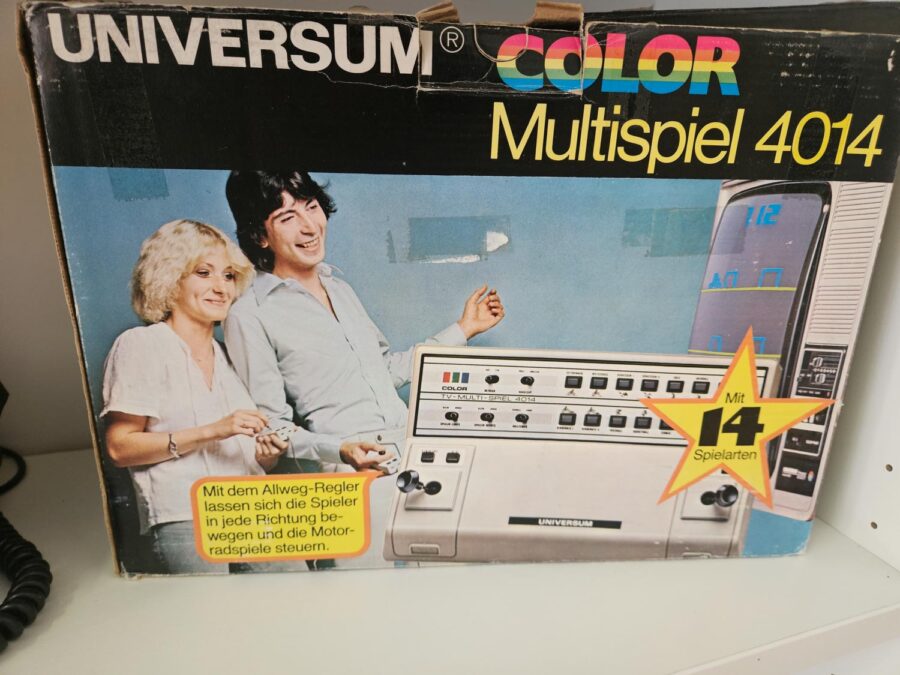 UNIVERSUM® COLOR
Multispiel 4014
12
COLOR
TV-MULTI-SPIEL 4014
Mit
14
Spielarten
Mit dem Allweg-Regler
lassen sich die Spieler
in jede Richtung be-
wegen und die Motor-
radspiele steuern.
UNIVERSUM